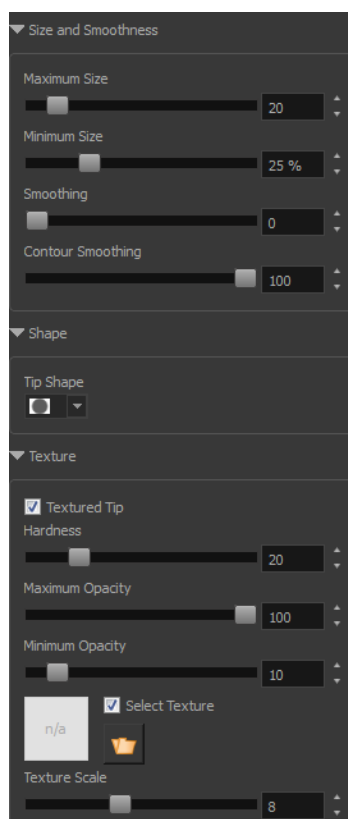 Size and Smoothness
Maximum Size
20
Minimum Size
25 %
Smoothing
0
Contour Smoothing
100
Shape
Tip Shape
Texture
Textured Tip
Hardness
20
Maximum Opacity
100
Minimum Opacity
10
n/a
Select Texture
Texture Scale
8